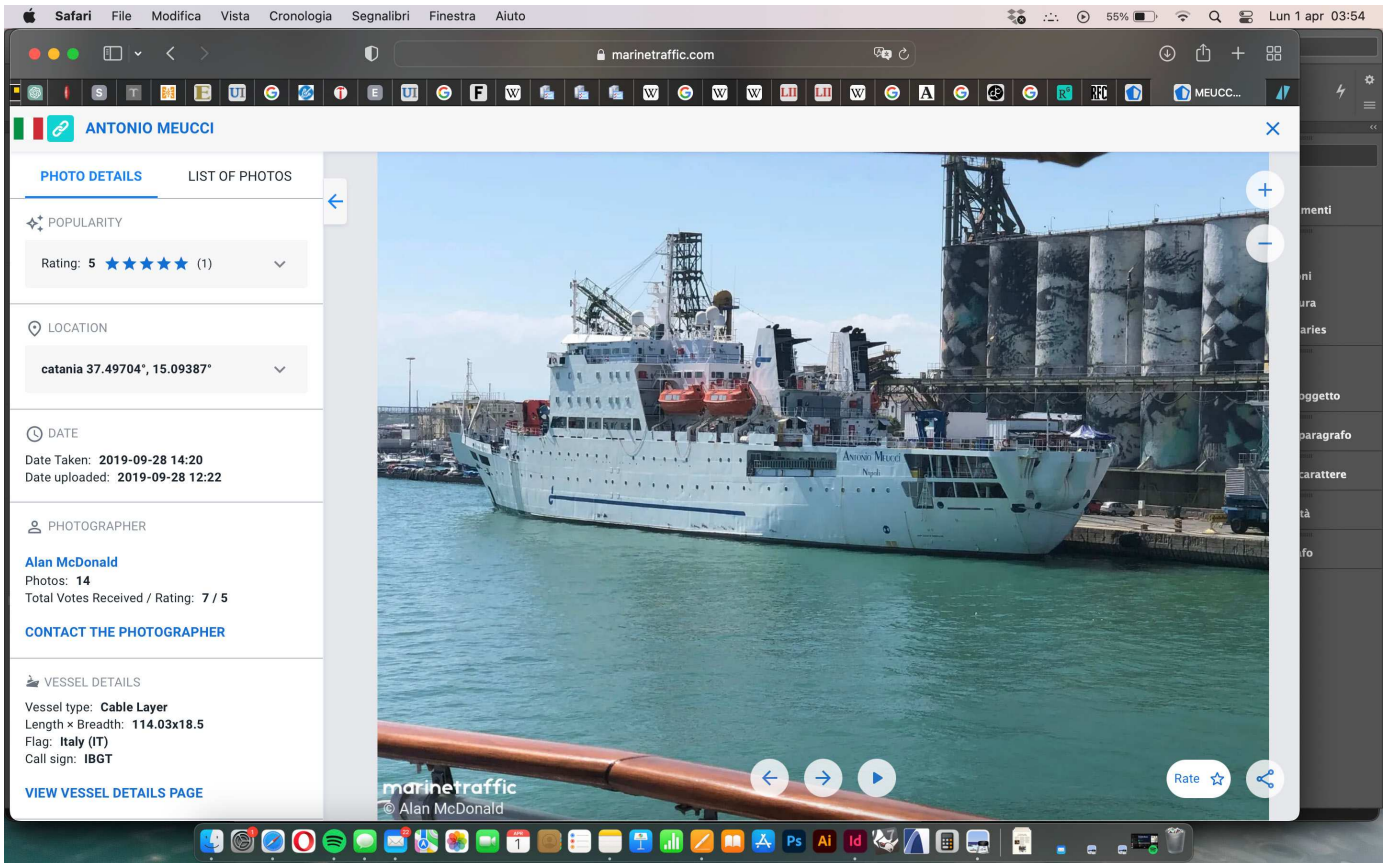 Safari File Modifica Vista Cronologia Segnalibri Finestra Aiuto 55% Lun 1 apr 03:54
marinetraffic.com
MEUCC...
ANTONIO MEUCCI
PHOTO DETAILS LIST OF PHOTOS
POPULARITY
Rating: 5 (1)
LOCATION
catania 37.49704°, 15.09387°
DATE
Date Taken: 2019-09-28 14:20
Date uploaded: 2019-09-28 12:22
PHOTOGRAPHER
Alan McDonald
Photos: 14
Total Votes Received / Rating: 7 / 5
CONTACT THE PHOTOGRAPHER
VESSEL DETAILS
Vessel type: Cable Layer
Length × Breadth: 114.03x18.5
Flag: Italy (IT)
Call sign: IBGT
VIEW VESSEL DETAILS PAGE
ANTONIO MEUCCI
Napoli
marinetraffic
© Alan McDonald
Rate
menti
oni
ura
aries
oggetto
paragrafo
carattere
tà
afo
Ps Ai Id